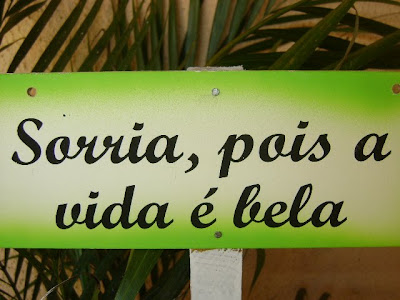 Sorria, pois a
vida é bela